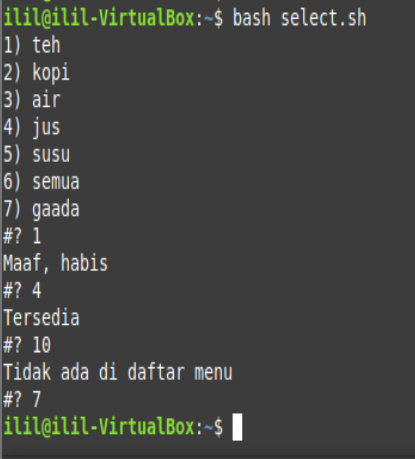 ilil@ilil-VirtualBox:~$ bash select.sh
1) teh
2) kopi
3) air
4) jus
5) susu
6) semua
7) gaada
#? 1
Maaf, habis
#? 4
Tersedia
#? 10
Tidak ada di daftar menu
#? 7
ilil@ilil-VirtualBox:~$